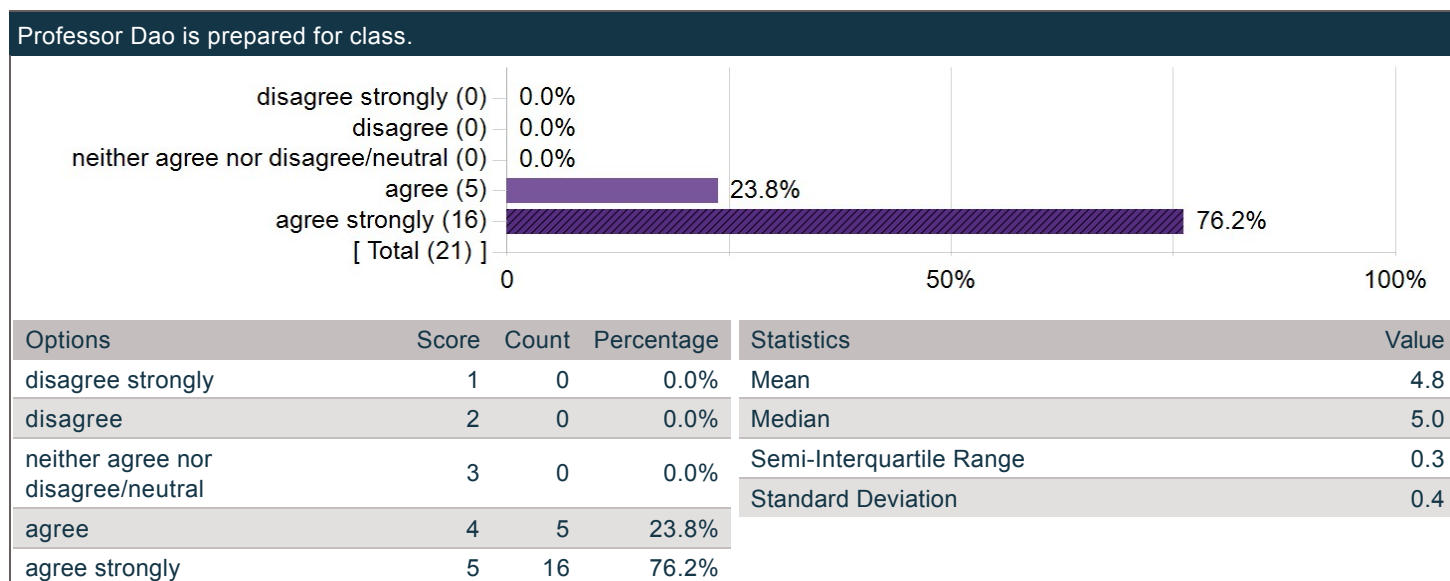 Professor Dao is prepared for class.
disagree strongly (0) 0.0%
disagree (0) 0.0%
neither agree nor disagree/neutral (0) 0.0%
agree (5) 23.8%
agree strongly (16) 76.2%
[ Total (21) ]
0 50% 100%
Options Score Count Percentage
disagree strongly 1 0 0.0%
disagree 2 0 0.0%
neither agree nor
disagree/neutral 3 0 0.0%
agree 4 5 23.8%
agree strongly 5 16 76.2%
Statistics Value
Mean 4.8
Median 5.0
Semi-Interquartile Range 0.3
Standard Deviation 0.4